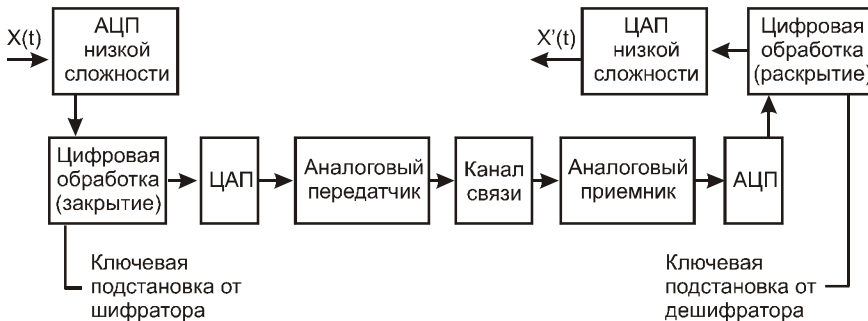 X(t)
АЦП
низкой
сложности
X'(t)
ЦАП
низкой
сложности
Цифровая
обработка
(раскрытие)
Цифровая
обработка
(закрытие)
ЦАП
Аналоговый
передатчик
Канал
связи
Аналоговый
приемник
АЦП
Ключевая
подстановка от
шифратора
Ключевая
подстановка от
дешифратора